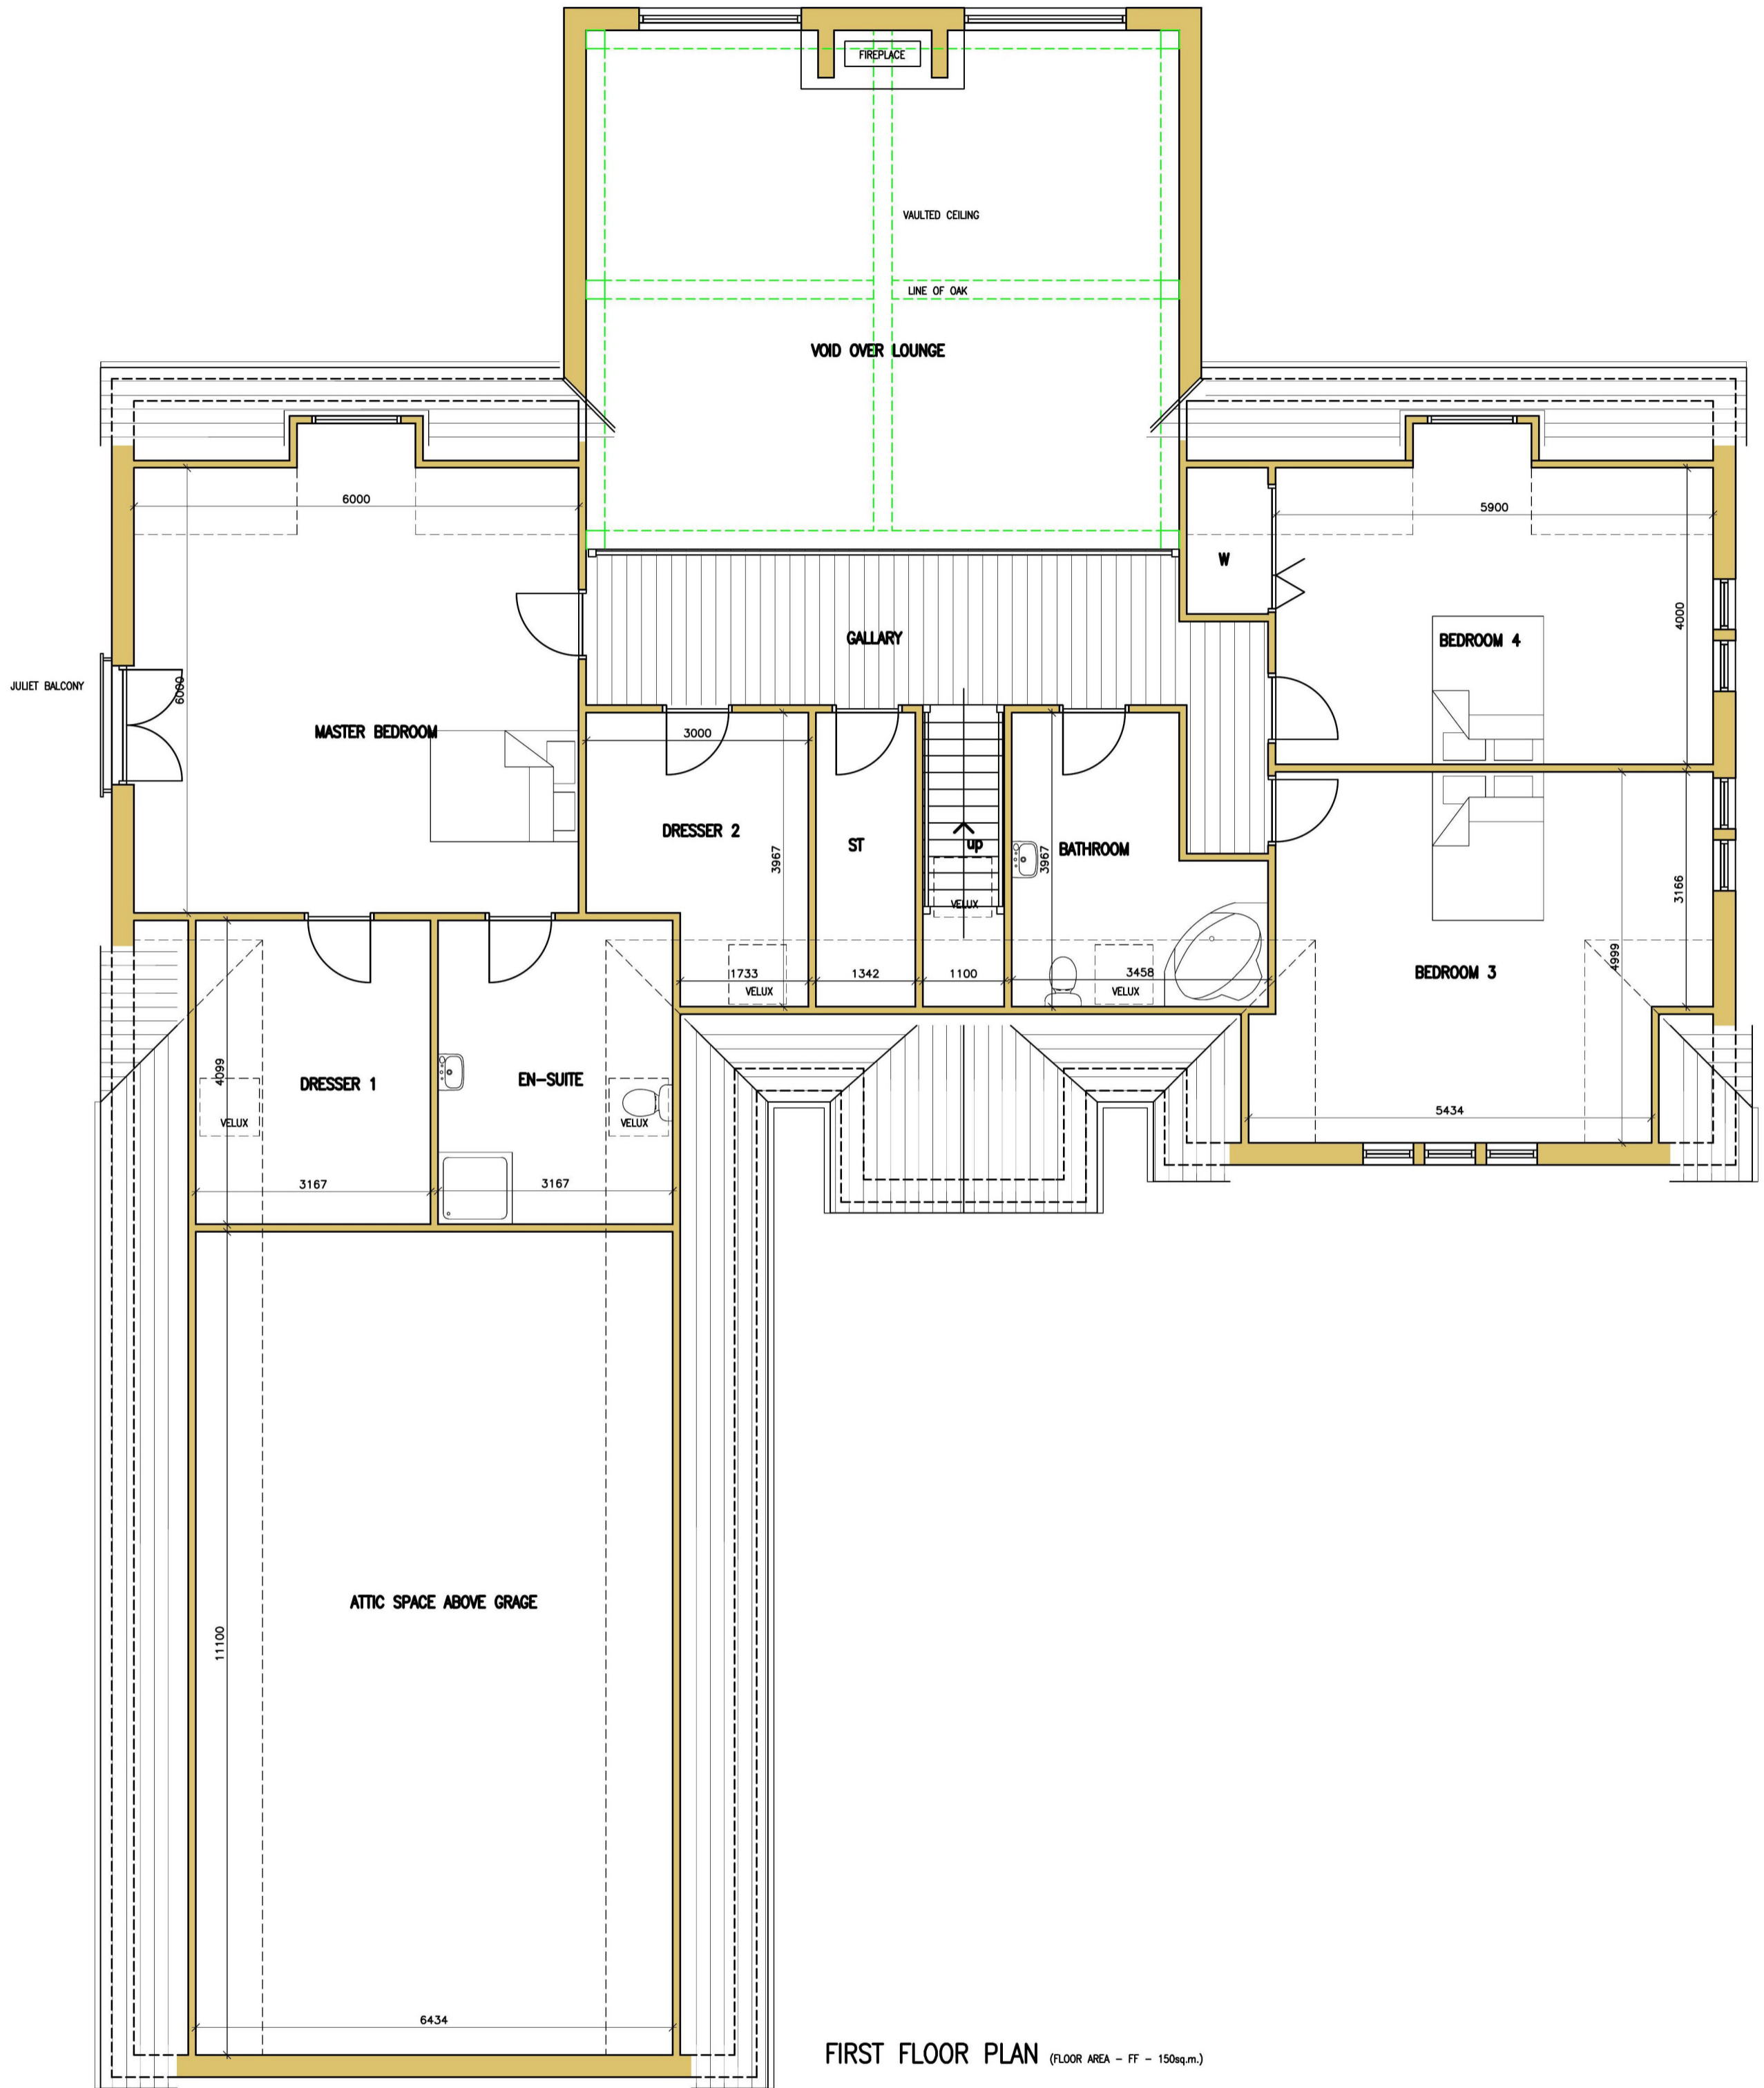 FIREPLACE
VAULTED CEILING
LINE OF OAK
VOID OVER LOUNGE
6000
5900
W
GALLARY
BEDROOM 4
4000
JULIET BALCONY
6000
MASTER BEDROOM
3000
DRESSER 2
3967
ST
up
VELUX
3967
BATHROOM
3166
4999
BEDROOM 3
1733
VELUX
1342
1100
3458
VELUX
4099
DRESSER 1
EN-SUITE
VELUX
VELUX
5434
3167
3167
ATTIC SPACE ABOVE GRAGE
11100
6434
FIRST FLOOR PLAN (FLOOR AREA - FF - 150sq.m.)